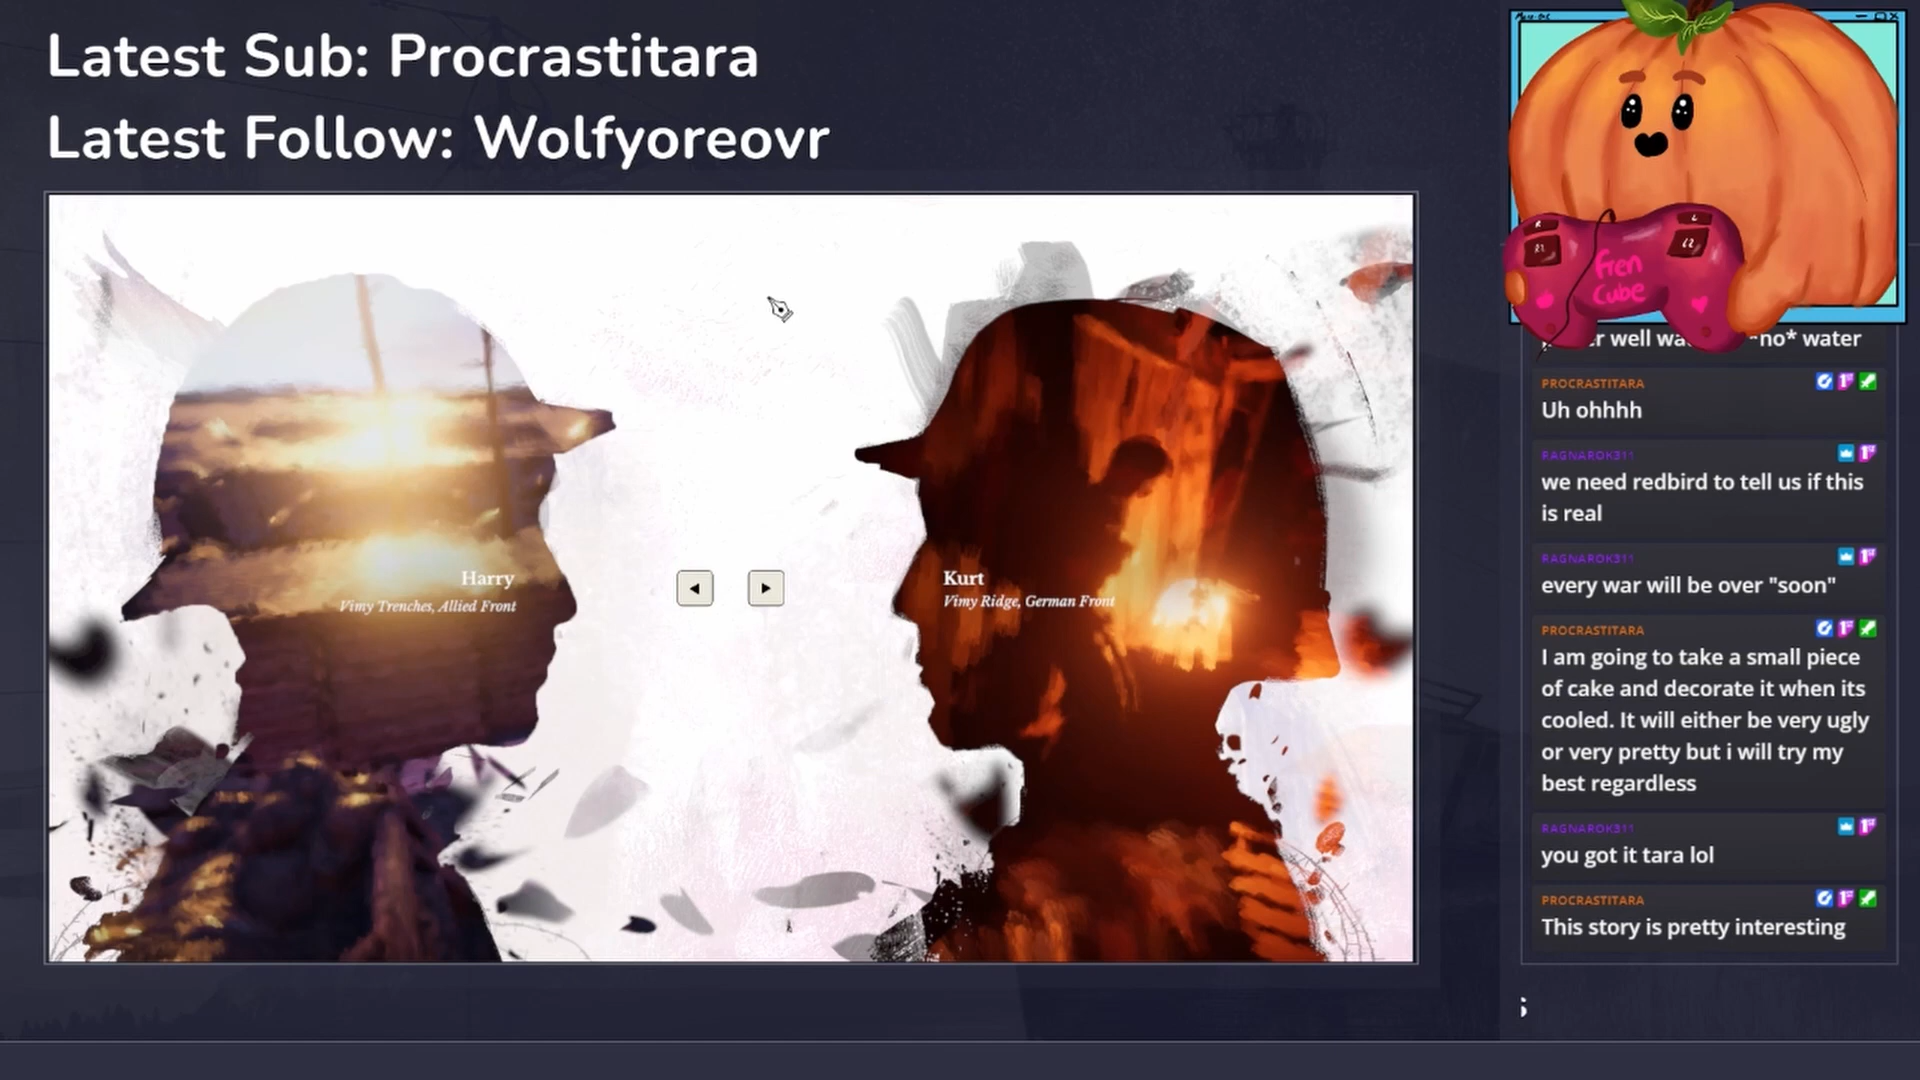 Latest Sub: Procrastitara
Latest Follow: Wolfyoreovr
Harry
Vimy Trenches, Allied Front
Kurt
Vimy Ridge, German Front
Fren
Cube
well
*no* water
PROCRASTITARA
Uh ohhhh
RAGNAROK311
we need redbird to tell us if this
is real
RAGNAROK311
every war will be over "soon"
PROCRASTITARA
I am going to take a small piece
of cake and decorate it when its
cooled. It will either be very ugly
or very pretty but i will try my
best regardless
RAGNAROK311
you got it tara lol
PROCRASTITARA
This story is pretty interesting